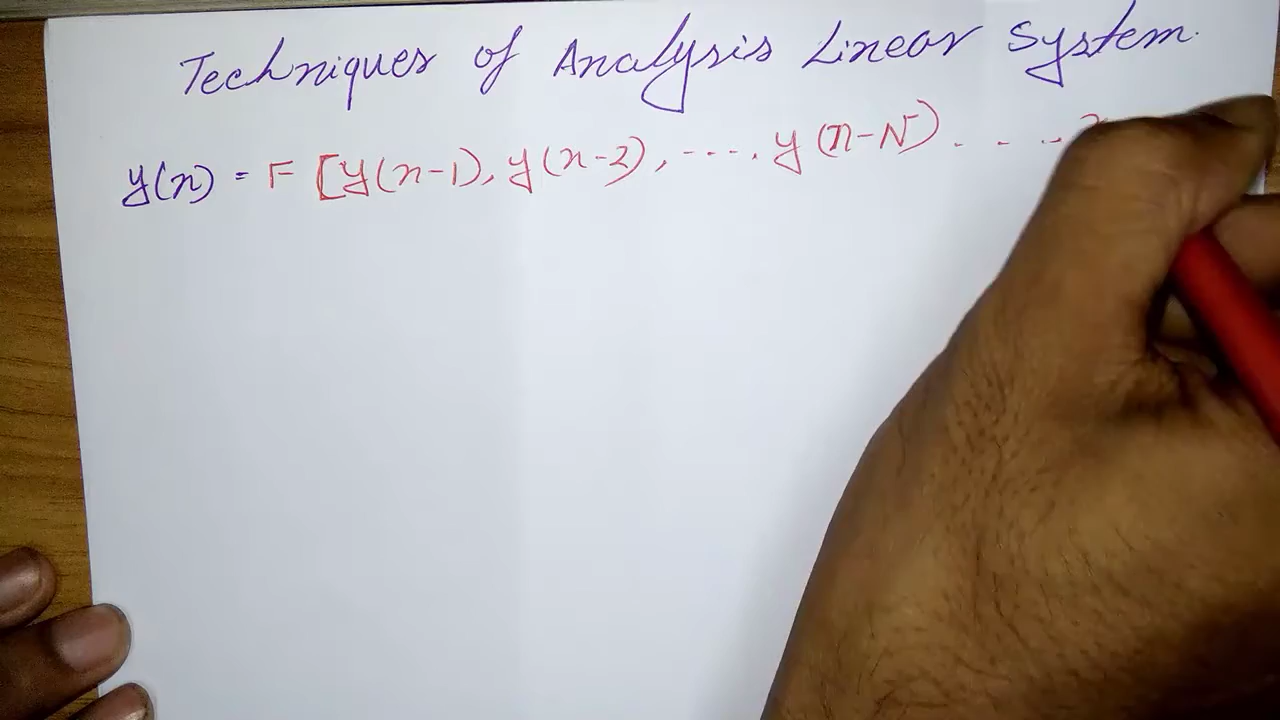 Techniques of Analysis Linear System.
y(n) = F [y(n-1), y(n-2), ---. y(n-N) . - - . -